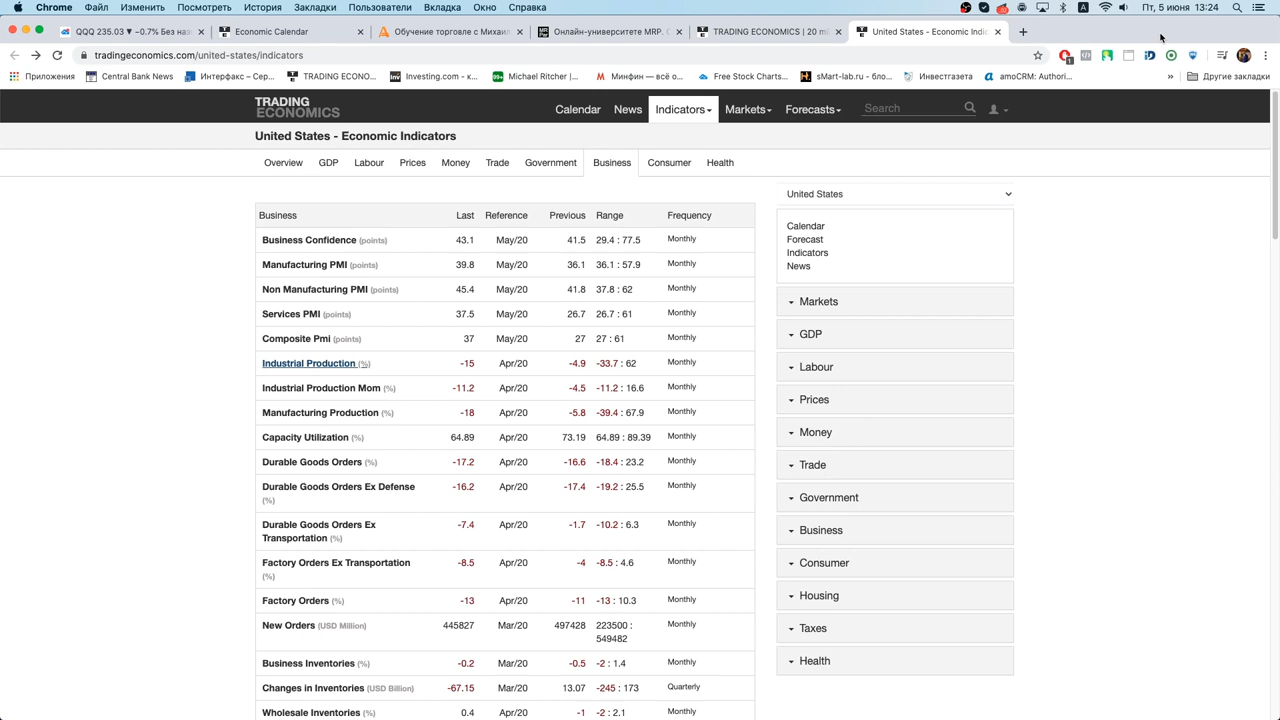 Chrome Файл Изменить Посмотреть История Закладки Пользователи Вкладка Окно Справка Пт, 5 июня 13:24
QQQ 235.03 ▼ −0.7% Без наз Economic Calendar Обучение торговле с Михаил Онлайн-университете MRP. С TRADING ECONOMICS | 20 mil United States - Economic Indic
tradingeconomics.com/united-states/indicators
Приложения Central Bank News Интерфакс – Сер... TRADING ECONO... Investing.com - к... Michael Ritcher |... Минфин — всё о... Free Stock Charts... sMart-lab.ru - бло... Инвестгазета amoCRM: Authori... » Другие закладки
TRADING
ECONOMICS
Calendar News Indicators Markets Forecasts Search
United States - Economic Indicators
Overview GDP Labour Prices Money Trade Government Business Consumer Health
Business Last Reference Previous Range Frequency
Business Confidence (points) 43.1 May/20 41.5 29.4 : 77.5 Monthly
Manufacturing PMI (points) 39.8 May/20 36.1 36.1 : 57.9 Monthly
Non Manufacturing PMI (points) 45.4 May/20 41.8 37.8 : 62 Monthly
Services PMI (points) 37.5 May/20 26.7 26.7 : 61 Monthly
Composite Pmi (points) 37 May/20 27 27 : 61 Monthly
Industrial Production (%) -15 Apr/20 -4.9 -33.7 : 62 Monthly
Industrial Production Mom (%) -11.2 Apr/20 -4.5 -11.2 : 16.6 Monthly
Manufacturing Production (%) -18 Apr/20 -5.8 -39.4 : 67.9 Monthly
Capacity Utilization (%) 64.89 Apr/20 73.19 64.89 : 89.39 Monthly
Durable Goods Orders (%) -17.2 Apr/20 -16.6 -18.4 : 23.2 Monthly
Durable Goods Orders Ex Defense -16.2 Apr/20 -17.4 -19.2 : 25.5 Monthly
(%)
Durable Goods Orders Ex -7.4 Apr/20 -1.7 -10.2 : 6.3 Monthly
Transportation (%)
Factory Orders Ex Transportation -8.5 Apr/20 -4 -8.5 : 4.6 Monthly
(%)
Factory Orders (%) -13 Apr/20 -11 -13 : 10.3 Monthly
New Orders (USD Million) 445827 Mar/20 497428 223500 : Monthly
549482
Business Inventories (%) -0.2 Mar/20 -0.5 -2 : 1.4 Monthly
Changes in Inventories (USD Billion) -67.15 Mar/20 13.07 -245 : 173 Quarterly
Wholesale Inventories (%) 0.4 Apr/20 -1 -2 : 2.1 Monthly
United States
Calendar
Forecast
Indicators
News
Markets
GDP
Labour
Prices
Money
Trade
Government
Business
Consumer
Housing
Taxes
Health